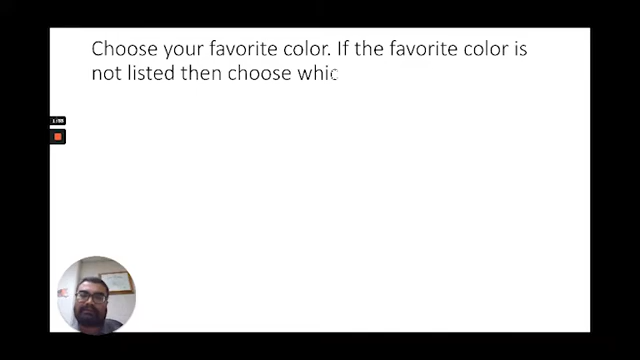 Choose your favorite color. If the favorite color is
not listed then choose whic